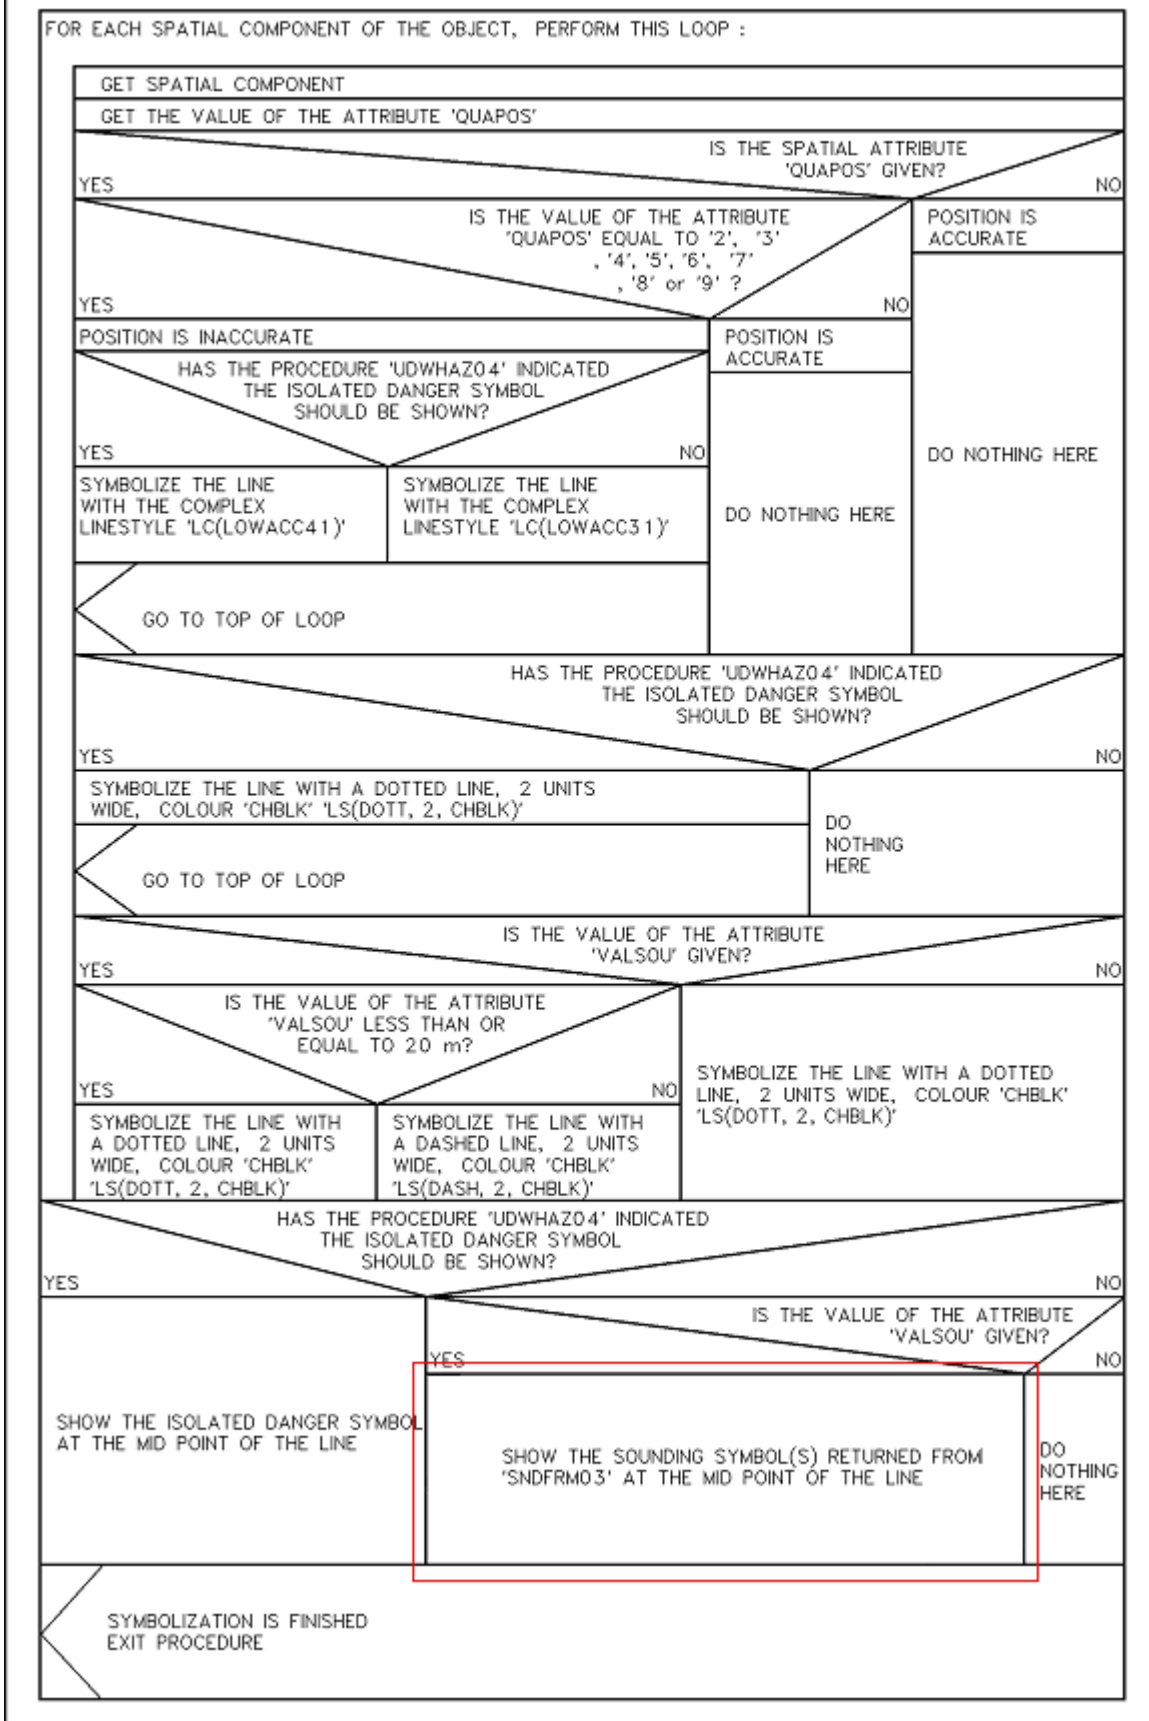 FOR EACH SPATIAL COMPONENT OF THE OBJECT, PERFORM THIS LOOP :
GET SPATIAL COMPONENT
GET THE VALUE OF THE ATTRIBUTE 'QUAPOS'
IS THE SPATIAL ATTRIBUTE
'QUAPOS' GIVEN?
YES
NO
IS THE VALUE OF THE ATTRIBUTE
'QUAPOS' EQUAL TO '2', '3'
, '4', '5', '6', '7'
, '8' or '9' ?
YES
NO
POSITION IS
ACCURATE
DO NOTHING HERE
POSITION IS INACCURATE
POSITION IS
ACCURATE
DO NOTHING HERE
HAS THE PROCEDURE 'UDWHAZ04' INDICATED
THE ISOLATED DANGER SYMBOL
SHOULD BE SHOWN?
YES
NO
SYMBOLIZE THE LINE
WITH THE COMPLEX
LINESTYLE 'LC(LOWACC41)'
SYMBOLIZE THE LINE
WITH THE COMPLEX
LINESTYLE 'LC(LOWACC31)'
GO TO TOP OF LOOP
HAS THE PROCEDURE 'UDWHAZ04' INDICATED
THE ISOLATED DANGER SYMBOL
SHOULD BE SHOWN?
YES
NO
SYMBOLIZE THE LINE WITH A DOTTED LINE, 2 UNITS
WIDE, COLOUR 'CHBLK' 'LS(DOTT, 2, CHBLK)'
GO TO TOP OF LOOP
DO
NOTHING
HERE
IS THE VALUE OF THE ATTRIBUTE
'VALSOU' GIVEN?
YES
NO
IS THE VALUE OF THE ATTRIBUTE
'VALSOU' LESS THAN OR
EQUAL TO 20 m?
YES
NO
SYMBOLIZE THE LINE WITH
A DOTTED LINE, 2 UNITS
WIDE, COLOUR 'CHBLK'
'LS(DOTT, 2, CHBLK)'
SYMBOLIZE THE LINE WITH
A DASHED LINE, 2 UNITS
WIDE, COLOUR 'CHBLK'
'LS(DASH, 2, CHBLK)'
SYMBOLIZE THE LINE WITH A DOTTED
LINE, 2 UNITS WIDE, COLOUR 'CHBLK'
'LS(DOTT, 2, CHBLK)'
HAS THE PROCEDURE 'UDWHAZ04' INDICATED
THE ISOLATED DANGER SYMBOL
SHOULD BE SHOWN?
YES
NO
IS THE VALUE OF THE ATTRIBUTE
'VALSOU' GIVEN?
YES
NO
SHOW THE ISOLATED DANGER SYMBOL
AT THE MID POINT OF THE LINE
SHOW THE SOUNDING SYMBOL(S) RETURNED FROM
'SNDFRM03' AT THE MID POINT OF THE LINE
DO
NOTHING
HERE
SYMBOLIZATION IS FINISHED
EXIT PROCEDURE